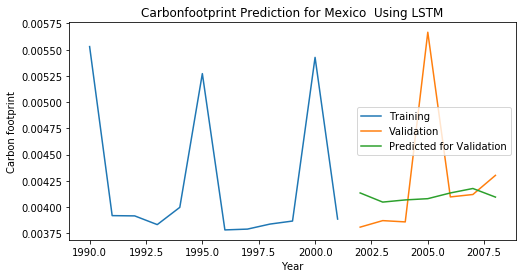 Carbonfootprint Prediction for Mexico  Using LSTM
0.00575
0.00550
0.00525
0.00500
0.00475
0.00450
0.00425
0.00400
0.00375
Carbon footprint
Training
Validation
Predicted for Validation
1990.0 1992.5 1995.0 1997.5 2000.0 2002.5 2005.0 2007.5
Year